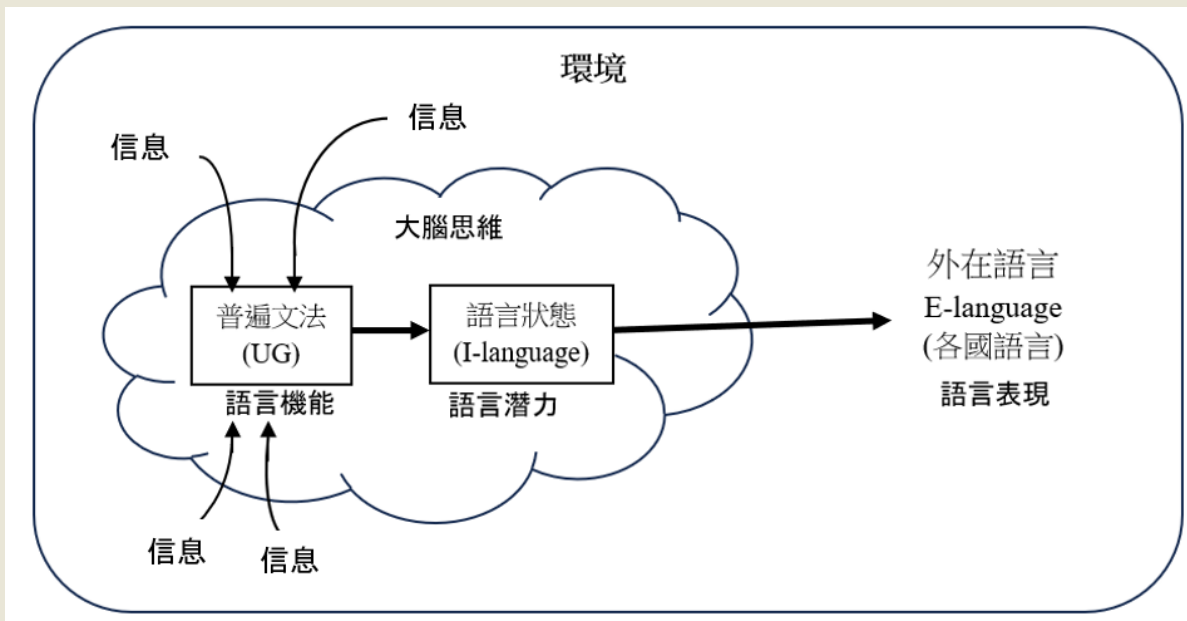 環境
信息
信息
大腦思維
普遍文法
(UG)
語言機能
語言狀態
(I-language)
語言潛力
外在語言
E-language
(各國語言)
語言表現
信息
信息